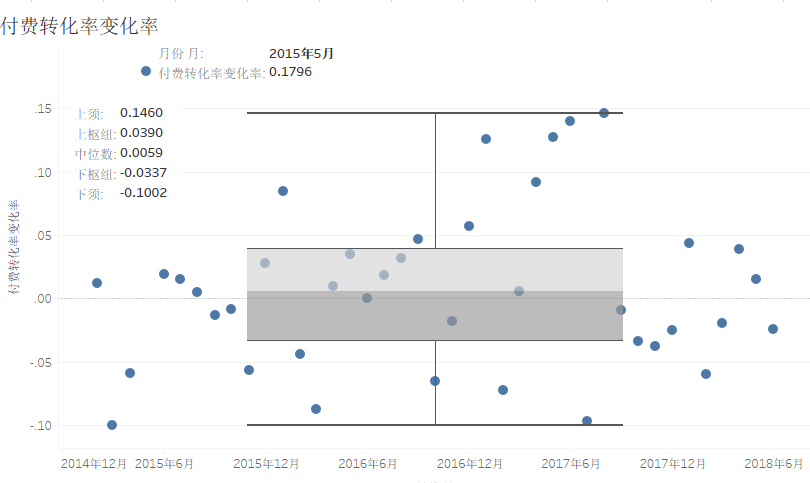 付费转化率变化率
月份 月: 2015年5月
付费转化率变化率: 0.1796
上须: 0.1460
上枢纽: 0.0390
中位数: 0.0059
下枢纽: -0.0337
下须: -0.1002
付费转化率变化率
.15
.10
.05
.00
-.05
-.10
2014年12月 2015年6月 2015年12月 2016年6月 2016年12月 2017年6月 2017年12月 2018年6月